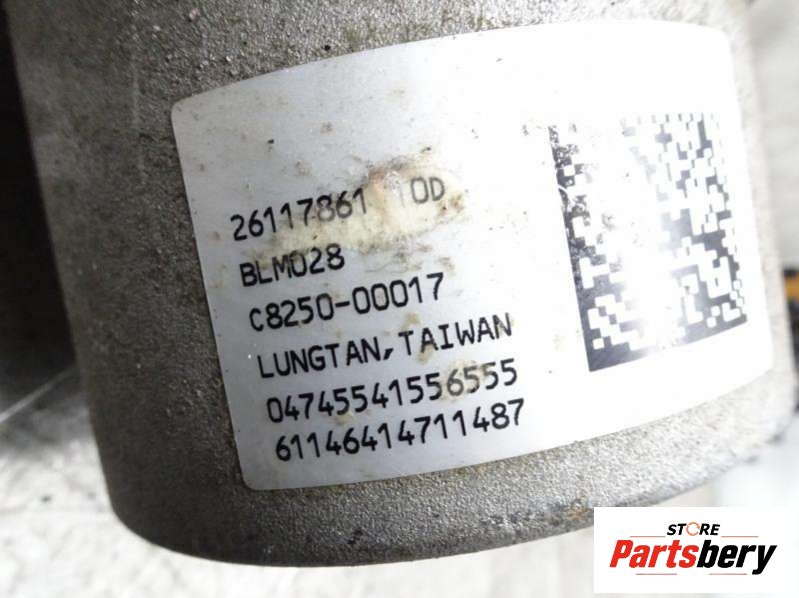 26117861 10D
BLM028
C8250-00017
LUNGTAN, TAIWAN
04745541556555
61146414711487
STORE
Partsbery